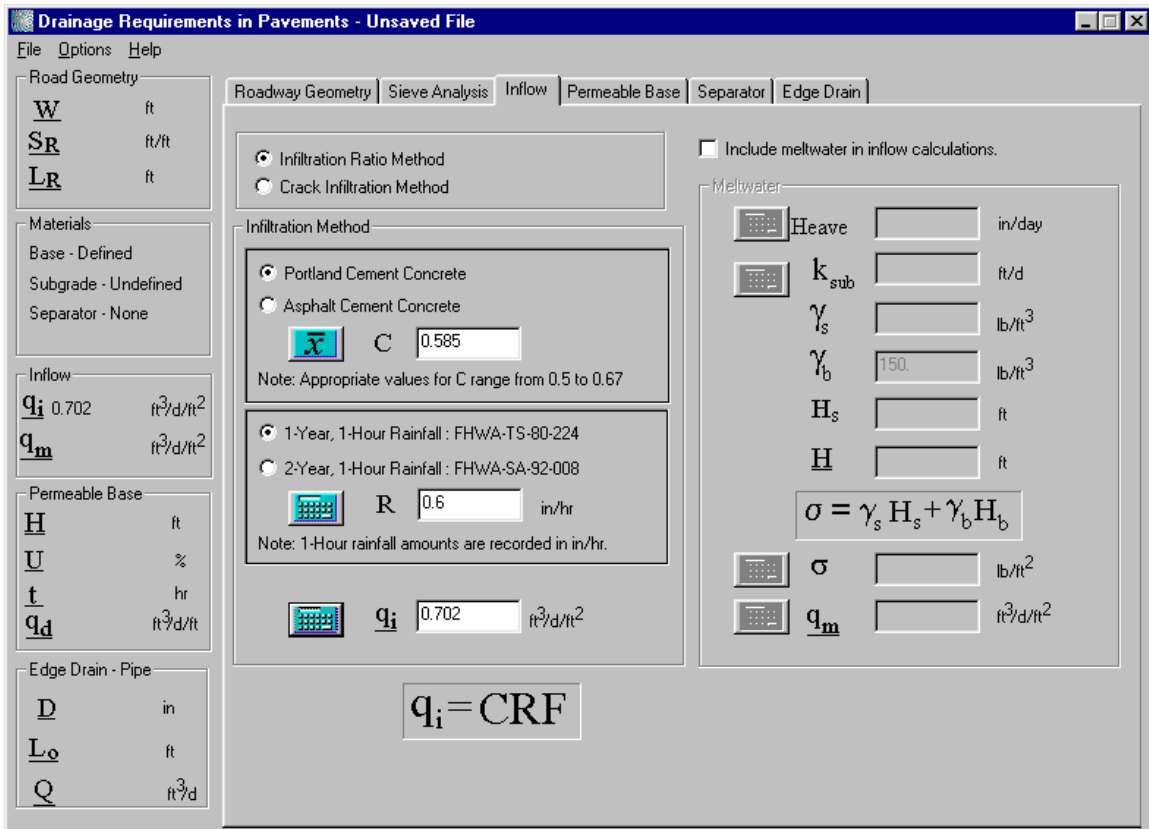 Drainage Requirements in Pavements - Unsaved File
File Options Help
Road Geometry
W ft
SR ft/ft
LR ft
Materials
Base - Defined
Subgrade - Undefined
Separator - None
Inflow
qi 0.702 ft3/d/ft2
qm ft3/d/ft2
Permeable Base
H ft
U %
t hr
qd ft3/d/ft
Edge Drain - Pipe
D in
Lo ft
Q ft3/d
Roadway Geometry Sieve Analysis Inflow Permeable Base Separator Edge Drain
Infiltration Ratio Method
Crack Infiltration Method
Infiltration Method
Portland Cement Concrete
Asphalt Cement Concrete
x̅ C 0.585
Note: Appropriate values for C range from 0.5 to 0.67
1-Year, 1-Hour Rainfall : FHWA-TS-80-224
2-Year, 1-Hour Rainfall : FHWA-SA-92-008
R 0.6 in/hr
Note: 1-Hour rainfall amounts are recorded in in/hr.
qi 0.702 ft3/d/ft2
qi = CRF
Include meltwater in inflow calculations.
Meltwater
Heave in/day
ksub ft/d
γs lb/ft3
γb 150. lb/ft3
Hs ft
H ft
σ = γs Hs + γb Hb
σ lb/ft2
qm ft3/d/ft2